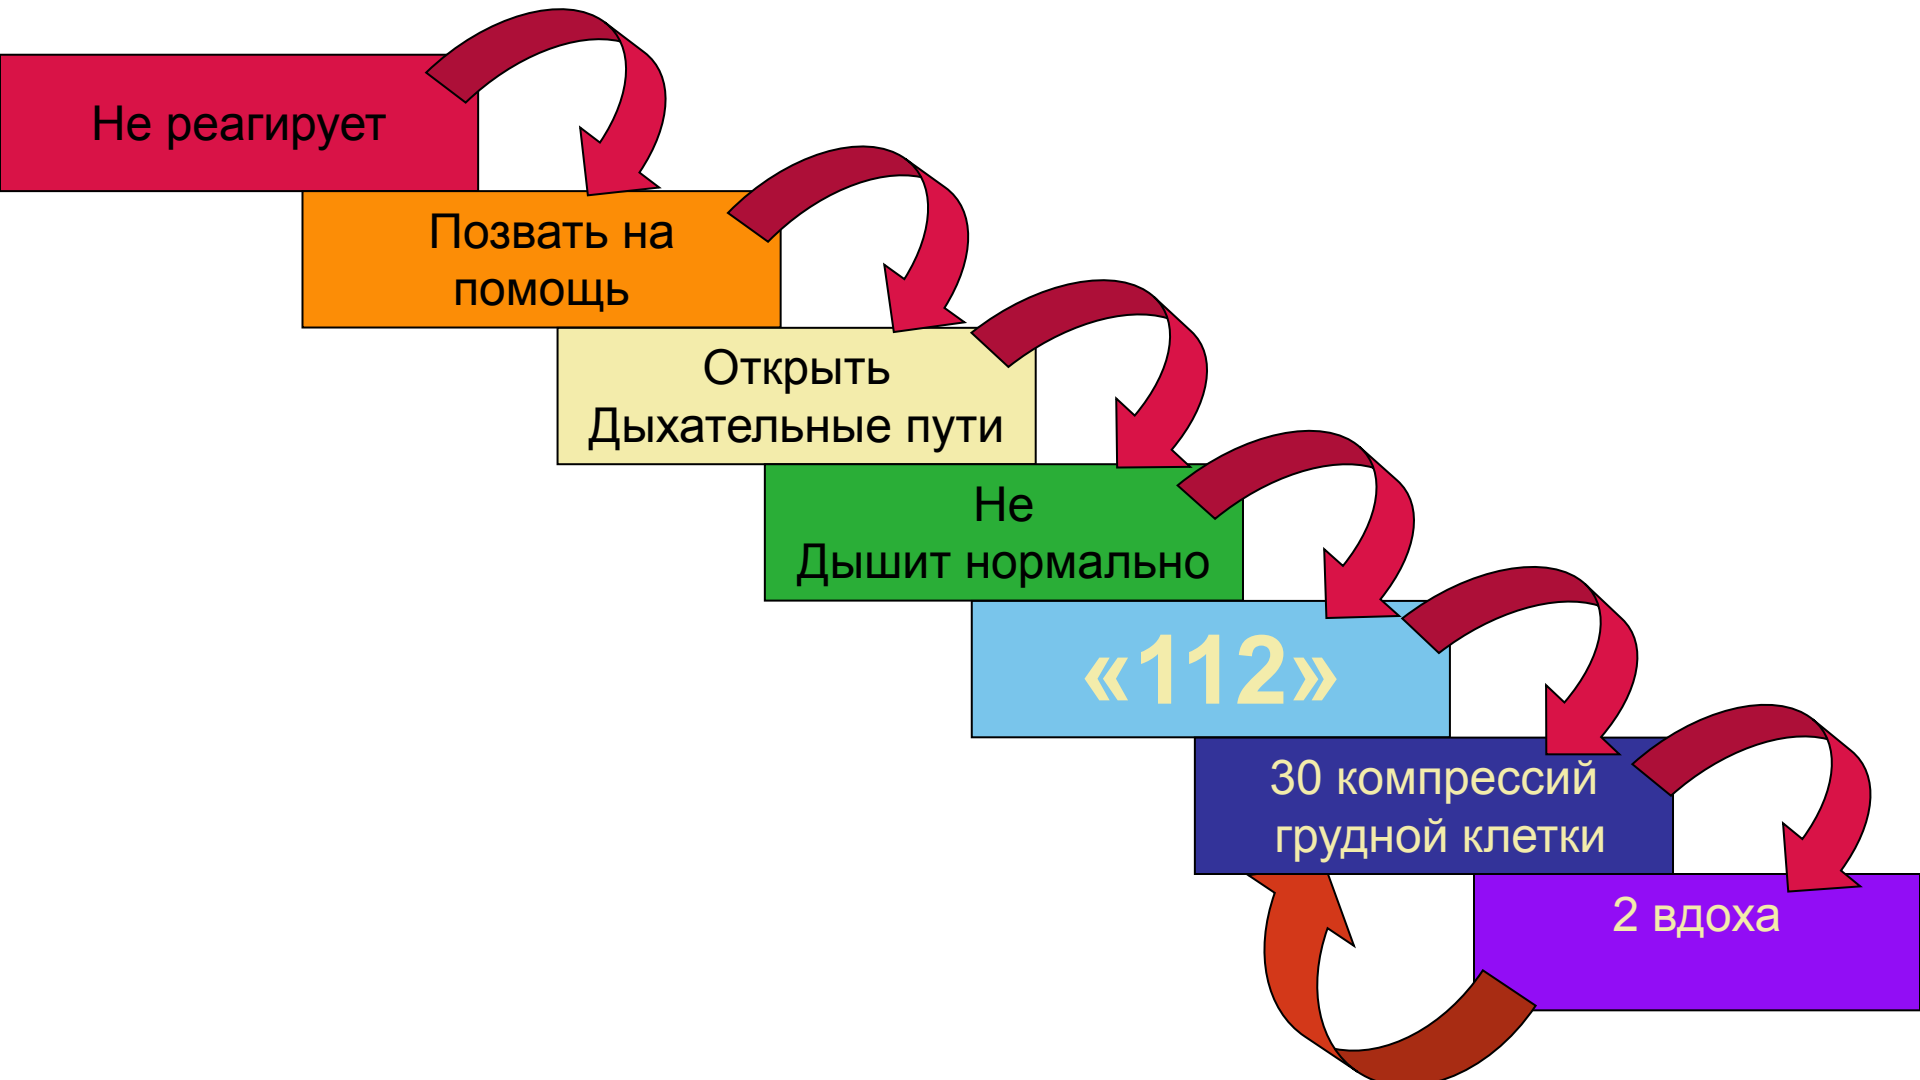 Не реагирует
Позвать на
помощь
Открыть
Дыхательные пути
Не
Дышит нормально
«112»
30 компрессий
грудной клетки
2 вдоха